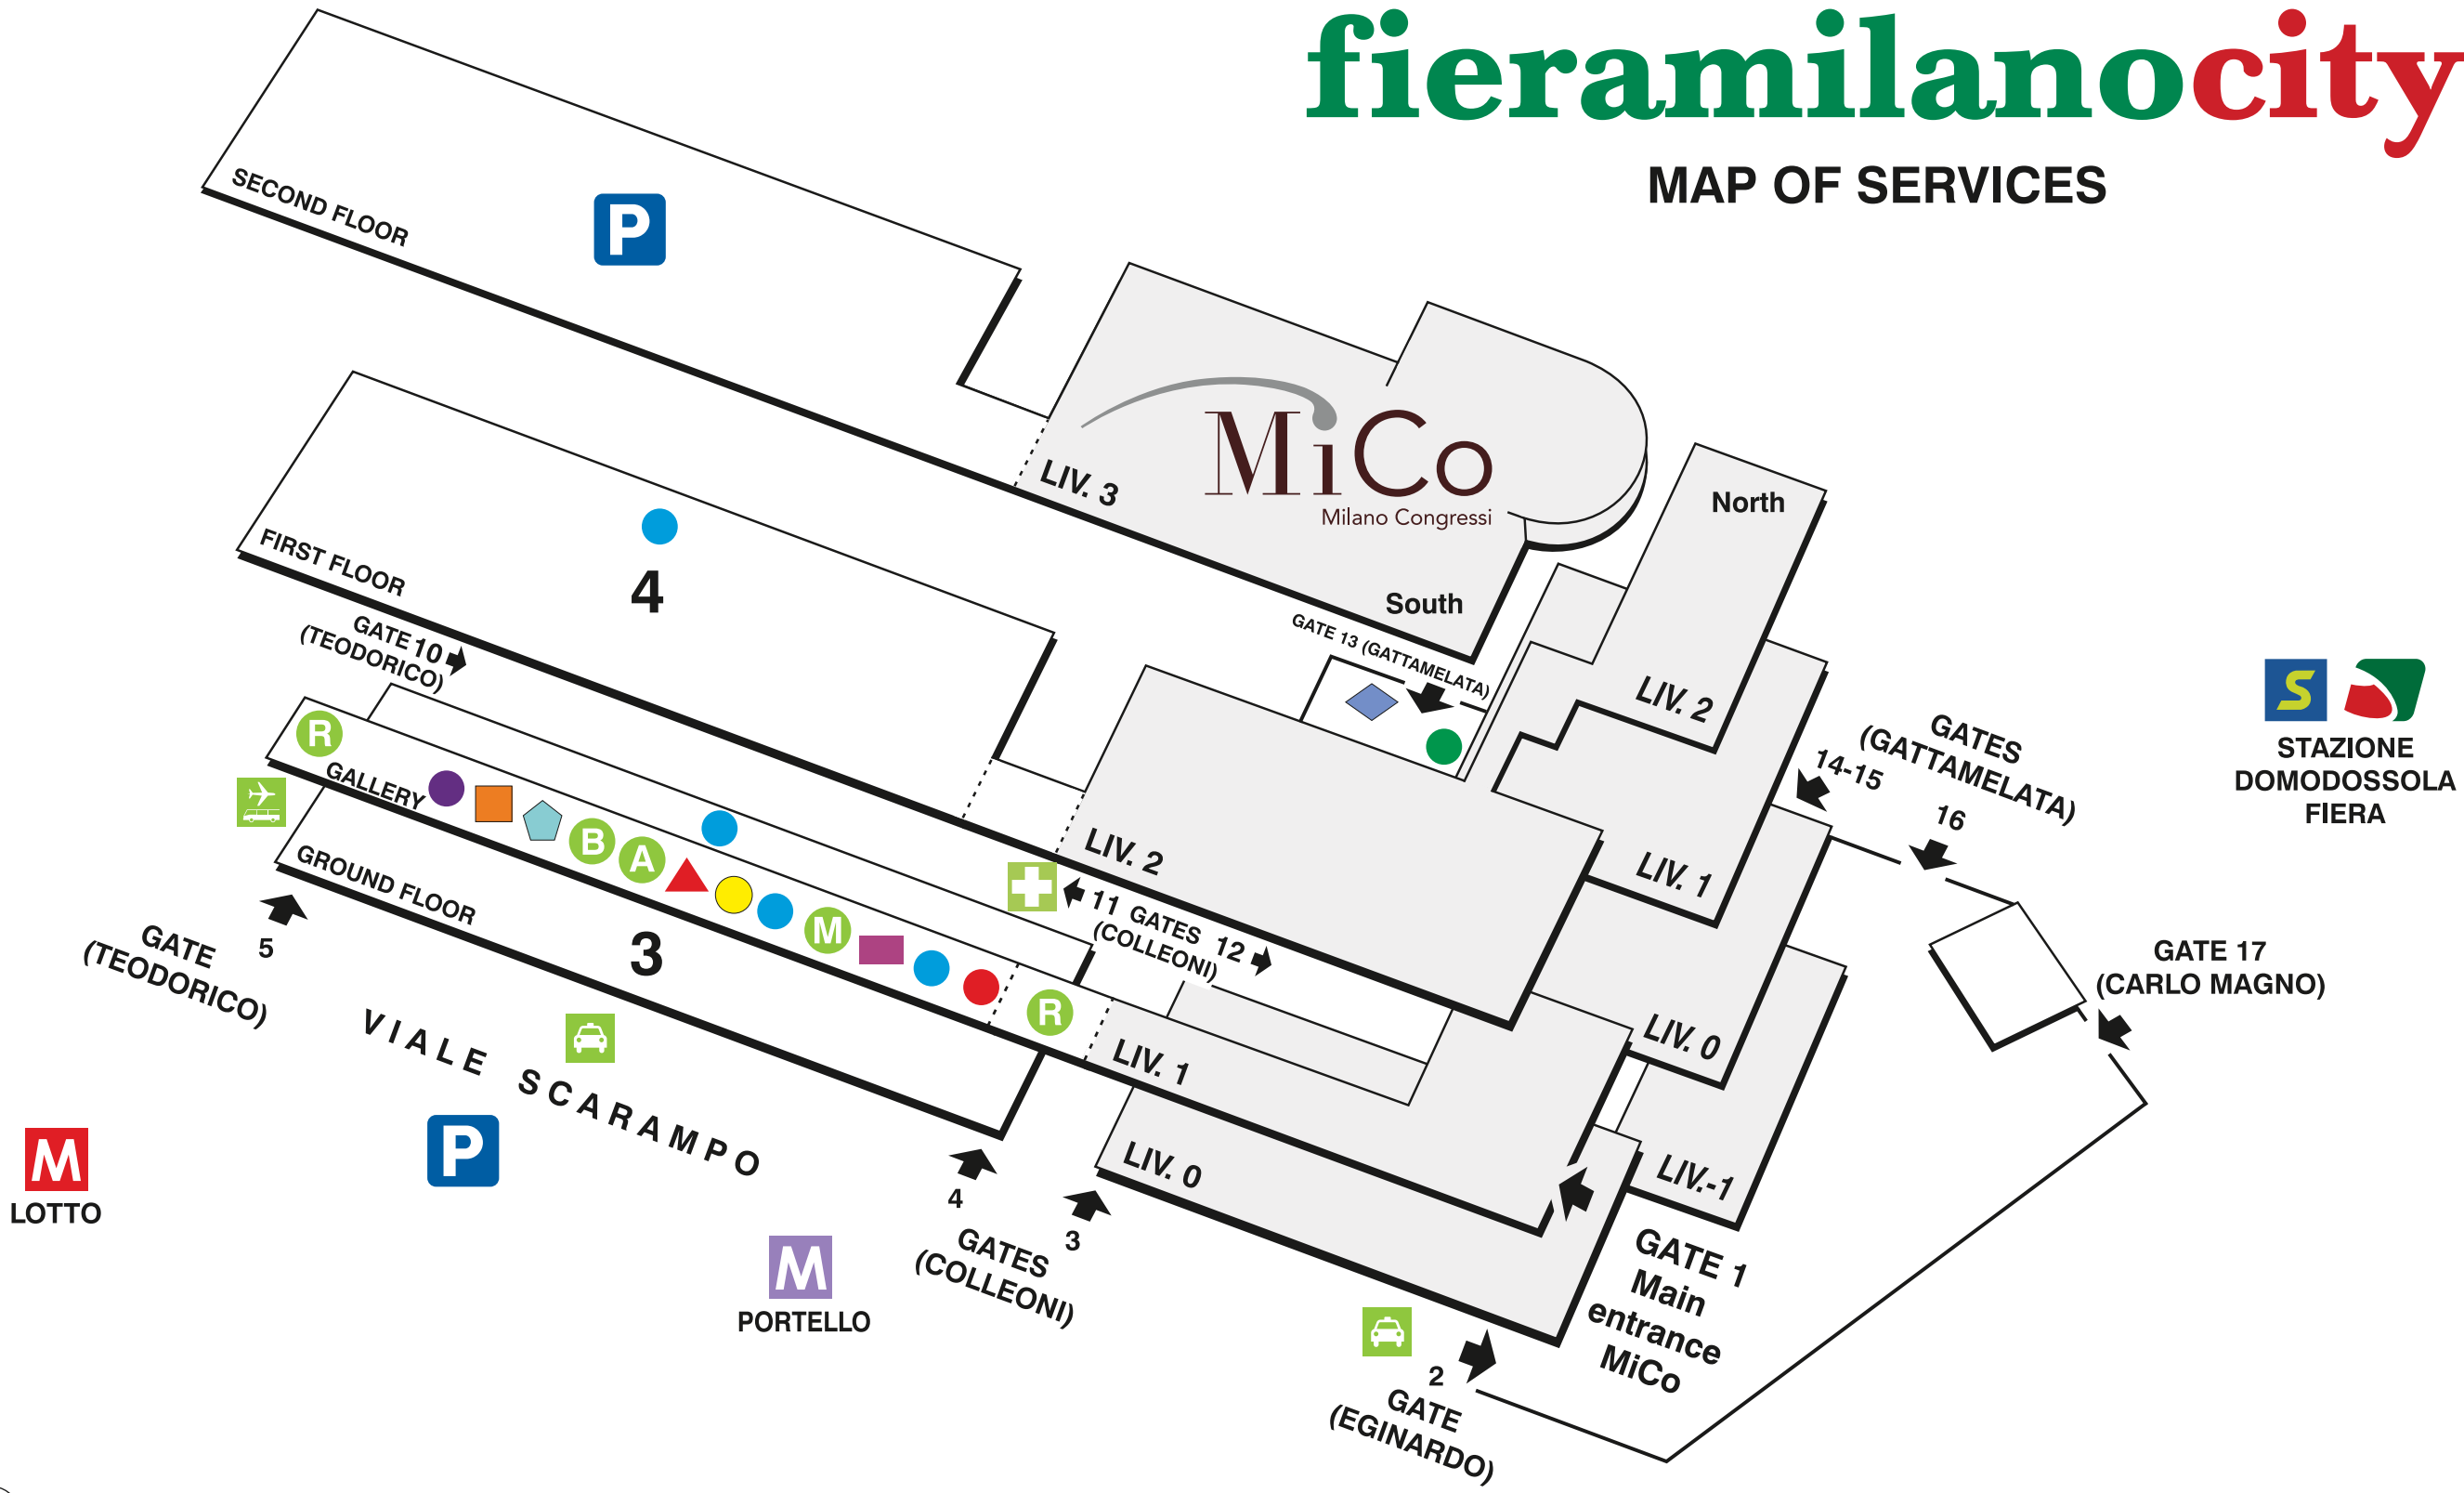 fieramilanocity
MAP OF SERVICES
SECOND FLOOR
P
MiCo
Milano Congressi
LIV. 3
South
North
FIRST FLOOR
4
GATE 10
(TEODORICO)
GATE 13 (GATTAMELATA)
LIV. 2
LIV. 2
LIV. 1
GATES
(GATTAMELATA)
14-15
16
S
STAZIONE
DOMODOSSOLA
FIERA
R
GALLERY
B
A
M
R
GROUND FLOOR
3
11 GATES 12
(COLLEONI)
LIV. 1
LIV. 0
LIV. 0
LIV.-1
GATE 17
(CARLO MAGNO)
GATE
(TEODORICO)
5
VIALE SCARAMPO
P
M
LOTTO
M
PORTELLO
4
3
GATES
(COLLEONI)
GATE 1
Main
entrance
MiCo
2
GATE
(EGINARDO)